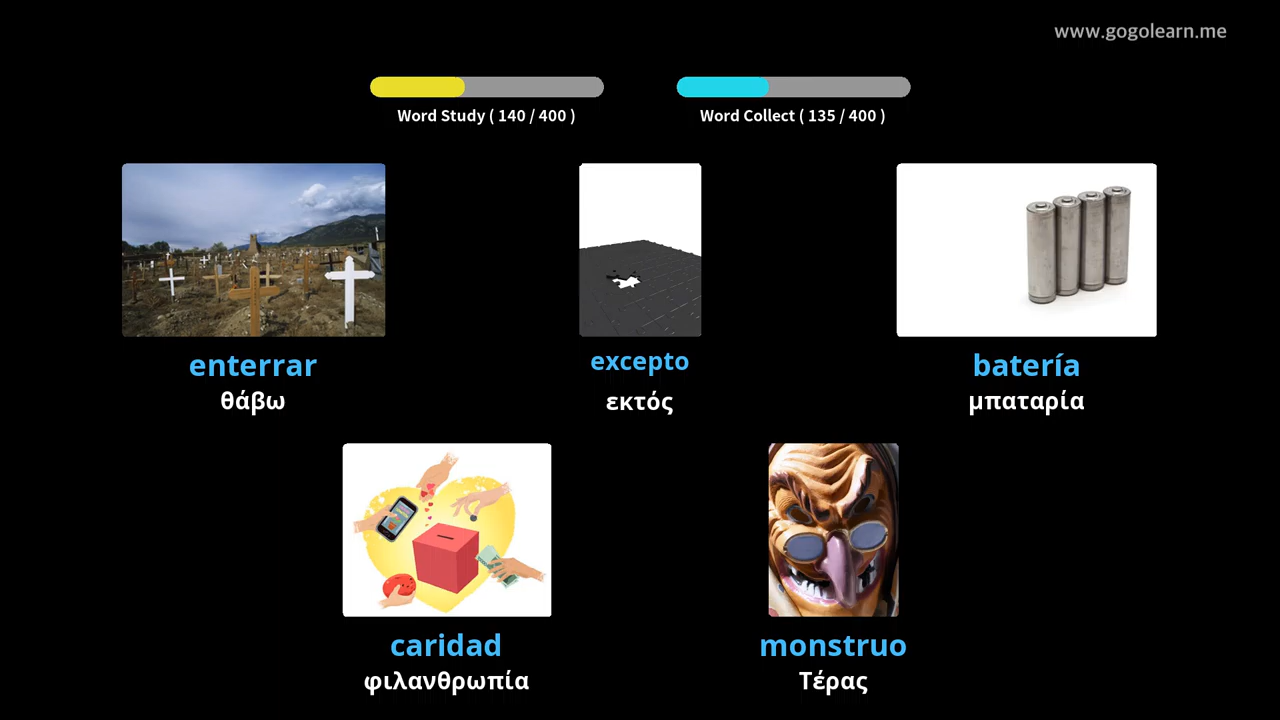 www.gogolearn.me
Word Study ( 140 / 400 )
Word Collect ( 135 / 400 )
enterrar
θάβω
excepto
εκτός
batería
μπαταρία
caridad
φιλανθρωπία
monstruo
Τέρας